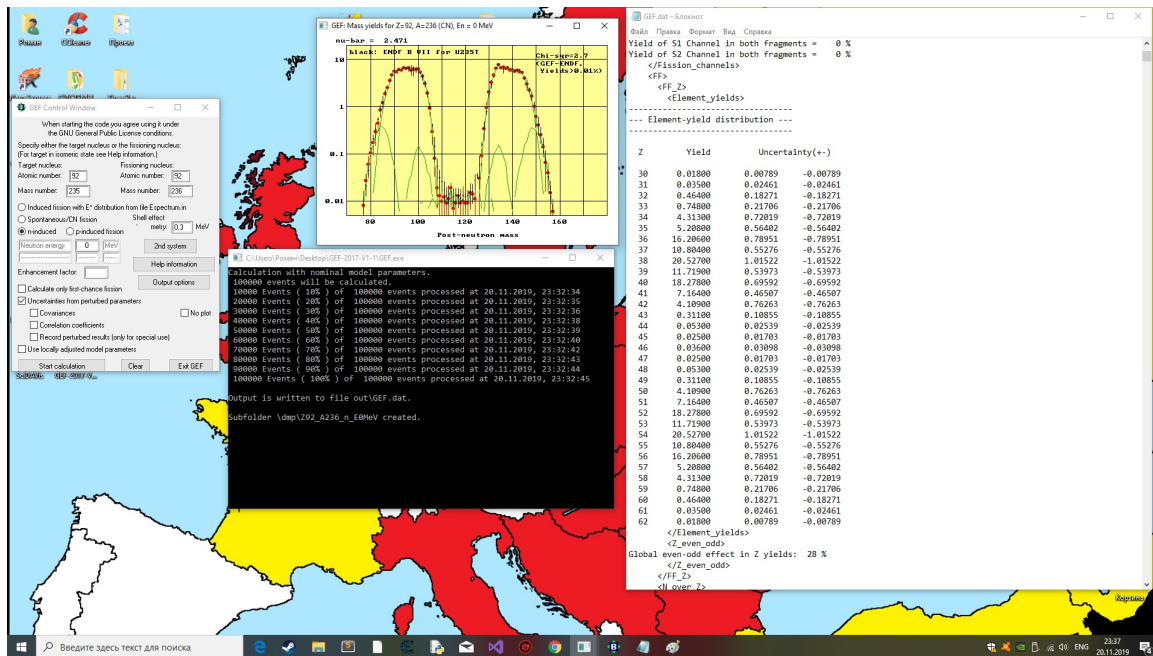 Роман
CCleaner
Проект
GEF Control Window
When starting the code you agree using it under
the GNU General Public License conditions.
Specify either the target nucleus or the fissioning nucleus:
(For target in isomeric state see Help information.)
Target nucleus:
Fissioning nucleus:
Atomic number: 92
Atomic number: 92
Mass number: 235
Mass number: 236
Induced fission with E* distribution from file Espectrum.in
Spontaneous/CN fission
Shell effect
n-induced
p-induced fission
metry: 0.3 MeV
Neutron energy 0 MeV
2nd system
Help information
Enhancement factor:
Output options
Calculate only first-chance fission
Uncertainties from perturbed parameters
Covariances
No plot
Correlation coefficients
Record perturbed results (only for special use)
Use locally adjusted model parameters
Start calculation
Clear
Exit GEF
GEF: Mass yields for Z=92, A=236 (CN), En = 0 MeV
nu-bar = 2.471
black: ENDF B VII for U235T
Chi-sqr=2.7
(GEF-ENDF,
Yields>0.01%)
10
1
0.1
0.01
80 100 120 140 160
Post-neutron mass
C:\Users\Роман\Desktop\GEF-2017-V1-1\GEF.exe
Calculation with nominal model parameters.
100000 Events will be calculated.
10000 Events ( 10% ) of 100000 events processed at 20.11.2019, 23:32:34
20000 Events ( 20% ) of 100000 events processed at 20.11.2019, 23:32:35
30000 Events ( 30% ) of 100000 events processed at 20.11.2019, 23:32:36
40000 Events ( 40% ) of 100000 events processed at 20.11.2019, 23:32:38
50000 Events ( 50% ) of 100000 events processed at 20.11.2019, 23:32:39
60000 Events ( 60% ) of 100000 events processed at 20.11.2019, 23:32:40
70000 Events ( 70% ) of 100000 events processed at 20.11.2019, 23:32:42
80000 Events ( 80% ) of 100000 events processed at 20.11.2019, 23:32:43
90000 Events ( 90% ) of 100000 events processed at 20.11.2019, 23:32:44
100000 Events ( 100% ) of 100000 events processed at 20.11.2019, 23:32:45
Output is written to file out\GEF.dat.
Subfolder \dmp\Z92_A236_n_E0MeV created.
GEF.dat – Блокнот
Файл Правка Формат Вид Справка
Yield of S1 Channel in both fragments = 0 %
Yield of S2 Channel in both fragments = 0 %
</Fission_channels>
<FF>
<FF_Z>
<Element_yields>
----------------------------------
--- Element-yield distribution ---
----------------------------------
Z Yield Uncertainty(+-)
30 0.01800 0.00789 -0.00789
31 0.03500 0.02461 -0.02461
32 0.46400 0.18271 -0.18271
33 0.74800 0.21706 -0.21706
34 4.31300 0.72019 -0.72019
35 5.20800 0.56402 -0.56402
36 16.20600 0.78951 -0.78951
37 10.80400 0.55276 -0.55276
38 20.52700 1.01522 -1.01522
39 11.71900 0.53973 -0.53973
40 18.27800 0.69592 -0.69592
41 7.16400 0.46507 -0.46507
42 4.10900 0.76263 -0.76263
43 0.31100 0.10855 -0.10855
44 0.05300 0.02539 -0.02539
45 0.02500 0.01703 -0.01703
46 0.03600 0.03098 -0.03098
47 0.02500 0.01703 -0.01703
48 0.05300 0.02539 -0.02539
49 0.31100 0.10855 -0.10855
50 4.10900 0.76263 -0.76263
51 7.16400 0.46507 -0.46507
52 18.27800 0.69592 -0.69592
53 11.71900 0.53973 -0.53973
54 20.52700 1.01522 -1.01522
55 10.80400 0.55276 -0.55276
56 16.20600 0.78951 -0.78951
57 5.20800 0.56402 -0.56402
58 4.31300 0.72019 -0.72019
59 0.74800 0.21706 -0.21706
60 0.46400 0.18271 -0.18271
61 0.03500 0.02461 -0.02461
62 0.01800 0.00789 -0.00789
</Element_yields>
<Z_even_odd>
Global even-odd effect in Z yields: 28 %
</Z_even_odd>
</FF_Z>
<N_over_Z>
Корзина
Введите здесь текст для поиска
ENG
23:37
20.11.2019